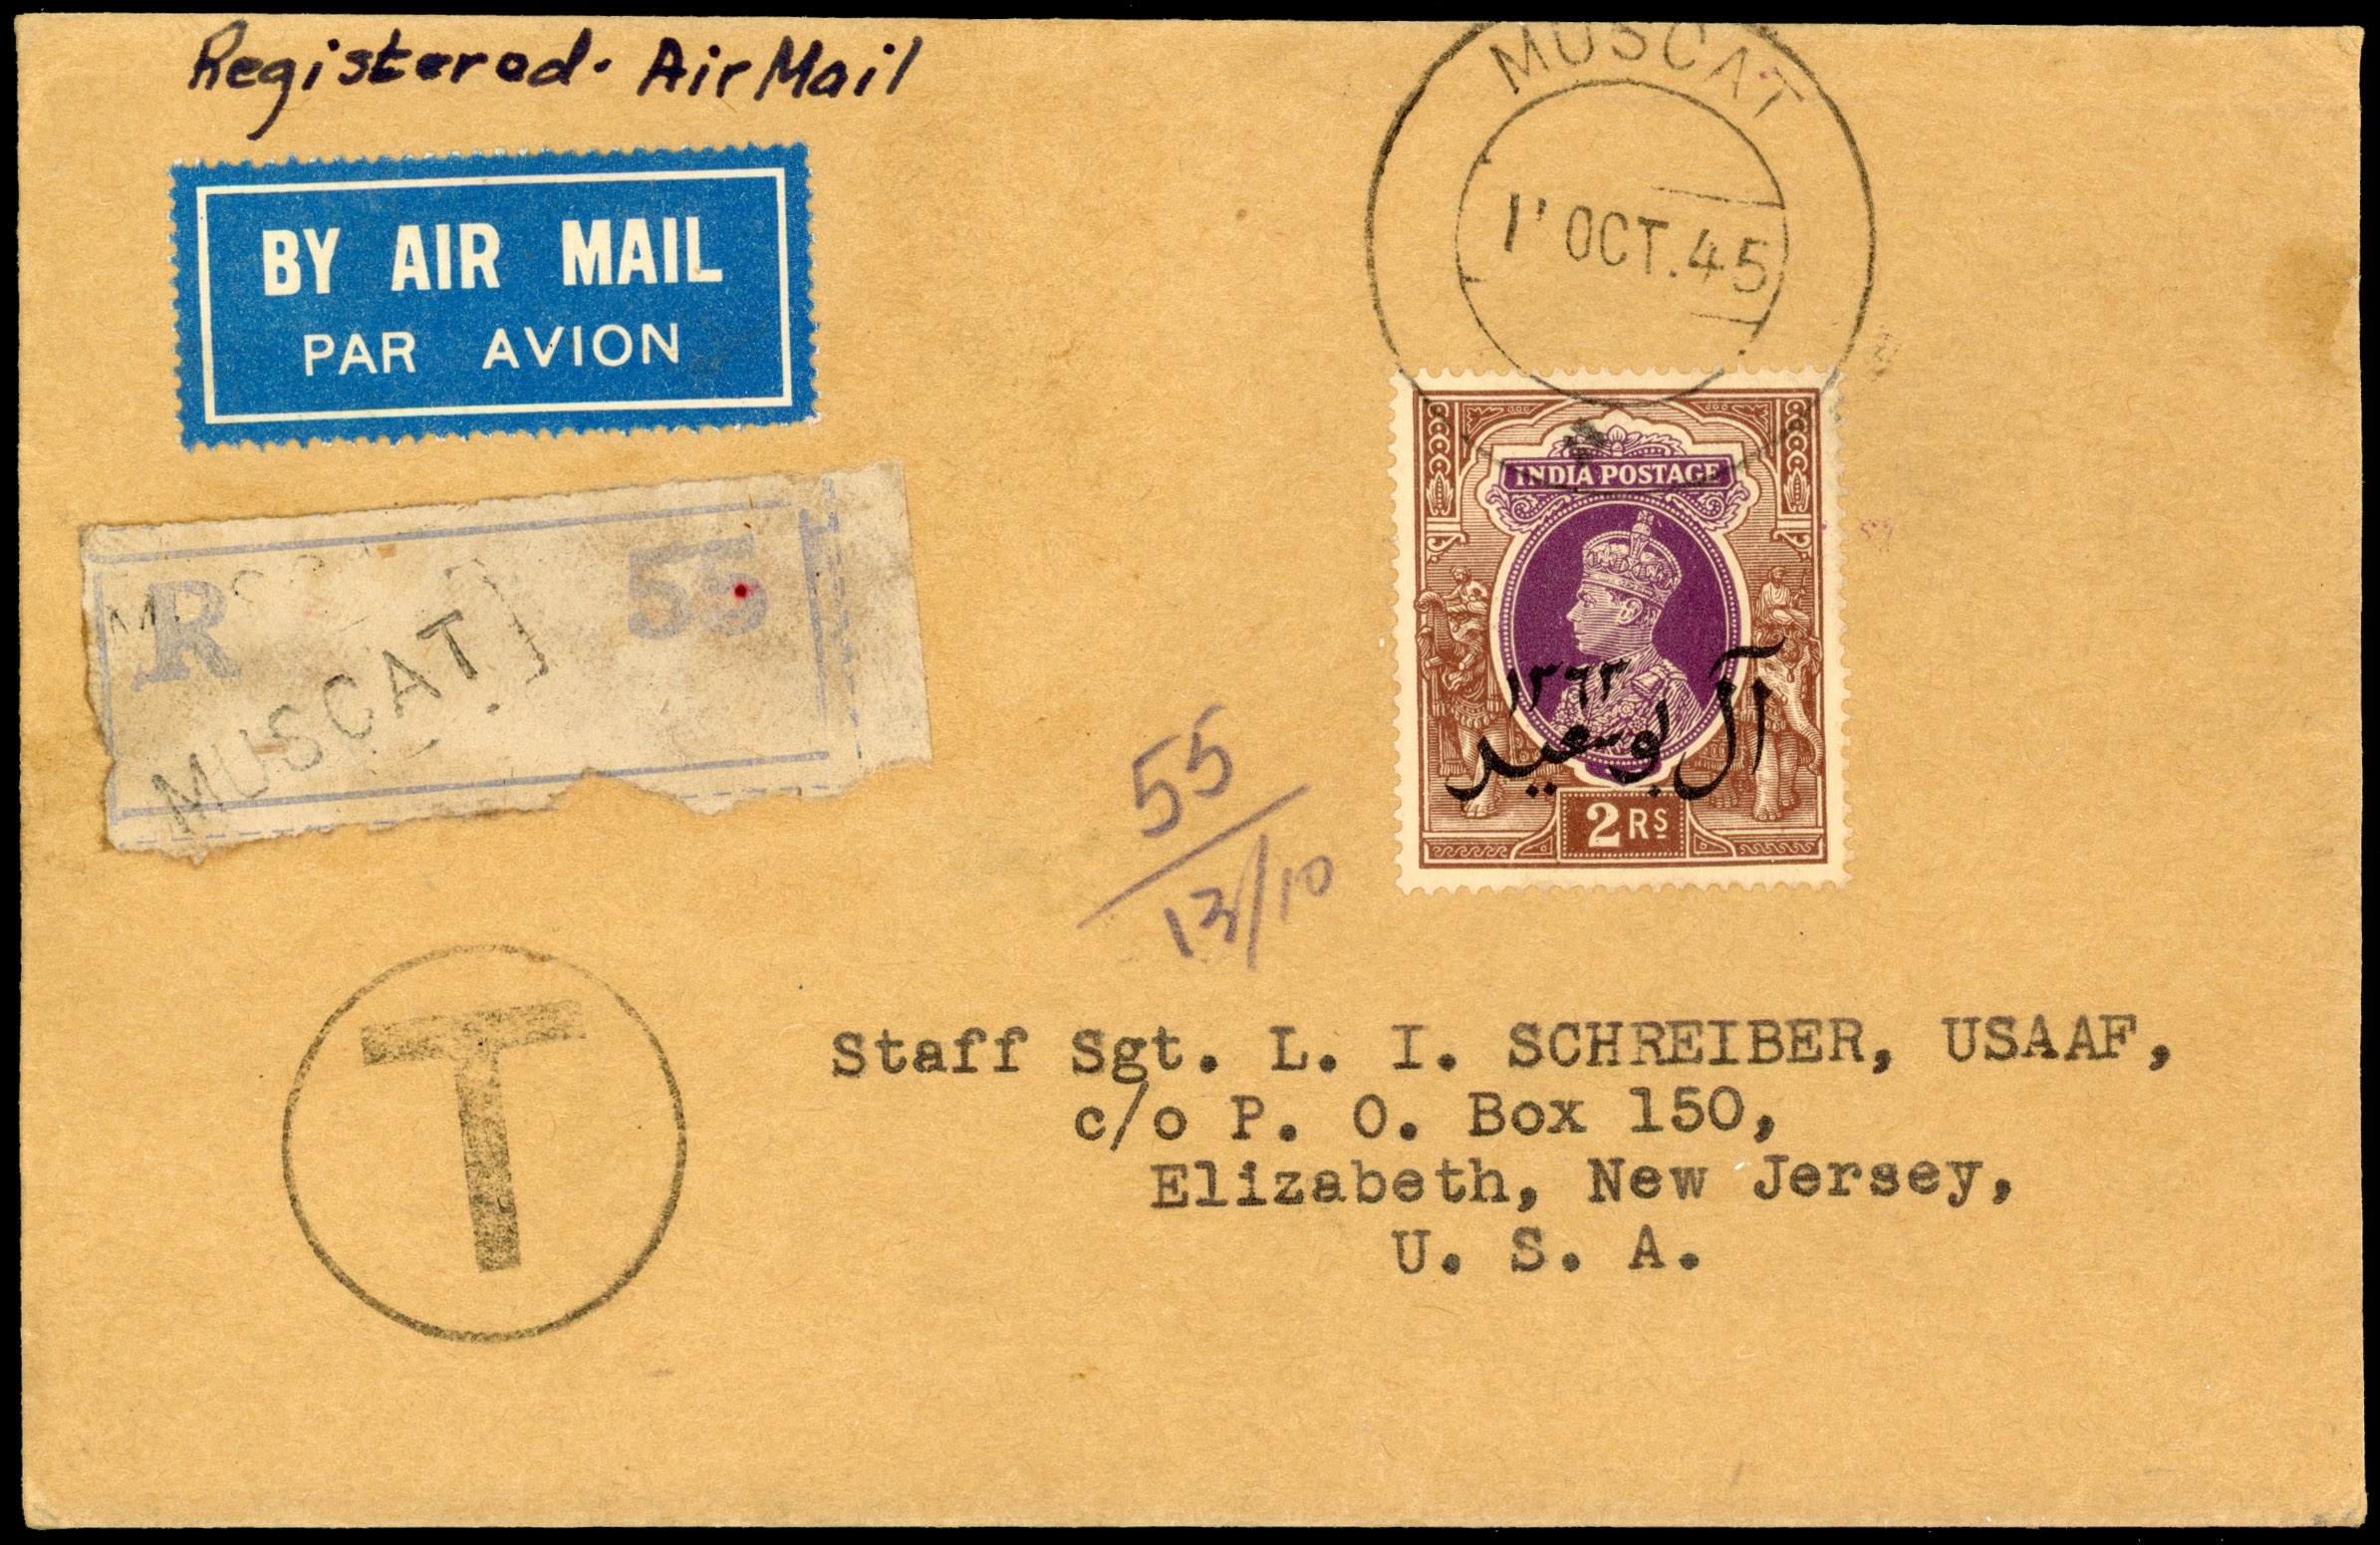 Registered. Air Mail
MUSCAT
1' OCT. 45
BY AIR MAIL
PAR AVION
INDIA POSTAGE
R 55
MUSCAT
١٣٦٣
آل بوسعيد
2 Rs
55
13/10
T
Staff Sgt. L. I. SCHREIBER, USAAF,
c/o P. O. Box 150,
Elizabeth, New Jersey,
U. S. A.